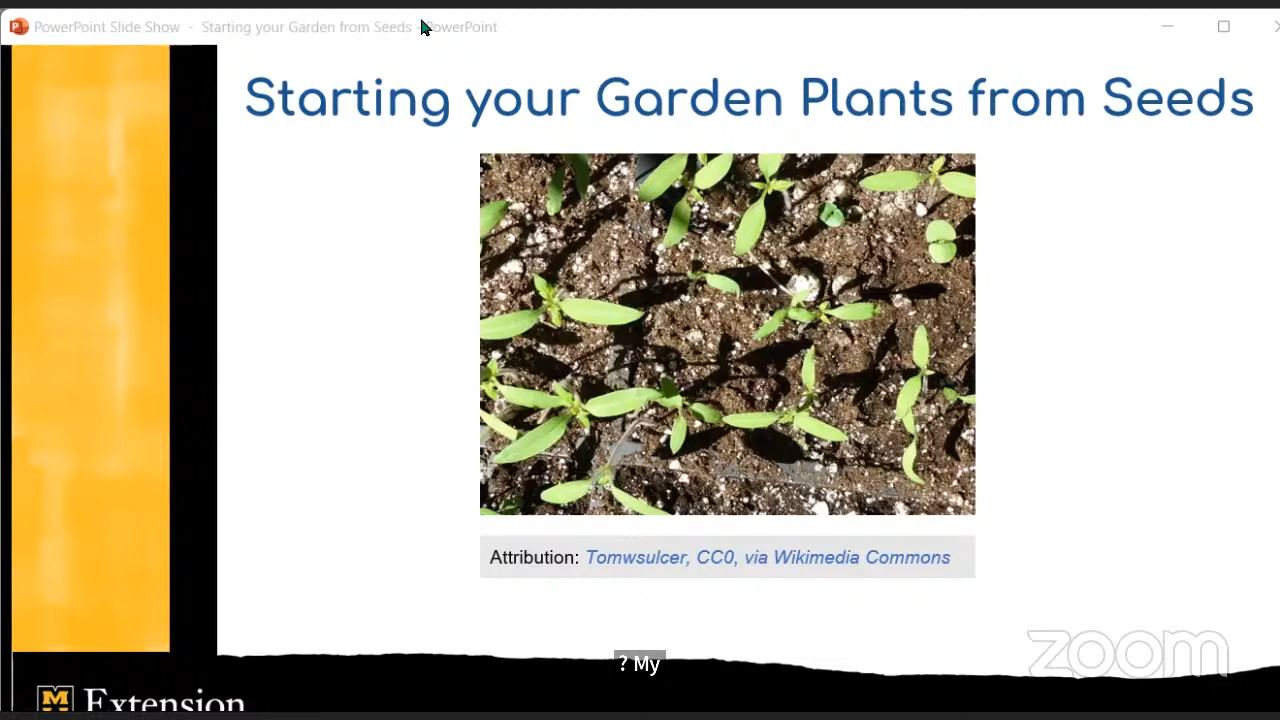 PowerPoint Slide Show - Starting your Garden from Seeds - PowerPoint
Starting your Garden Plants from Seeds
Attribution: Tomwsulcer, CC0, via Wikimedia Commons
zoom
? My
M Extension